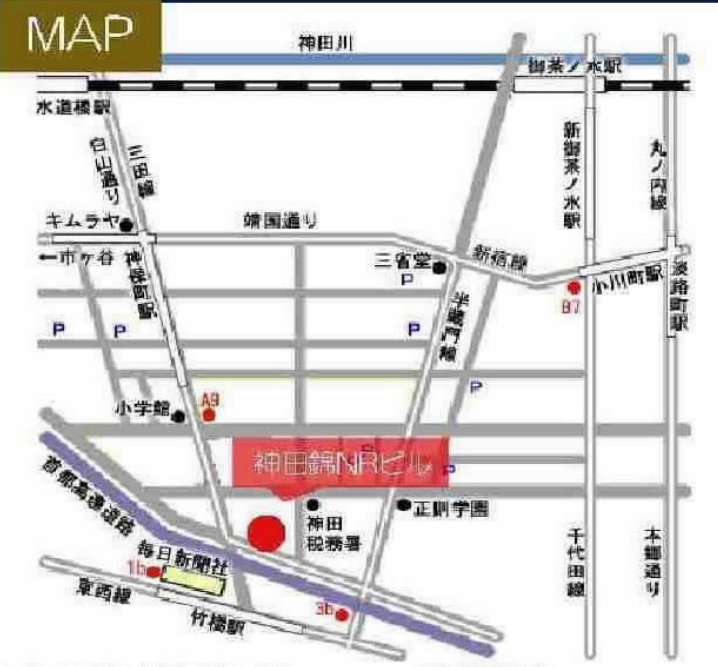 MAP
神田川
御茶ノ水駅
水道橋駅
白山通り
三田線
新御茶ノ水駅
丸ノ内線
キムラヤ
靖国通り
←市ヶ谷
神保町駅
三省堂
P
新宿線
小川町駅
B7
淡路町駅
半蔵門線
P
P
P
P
小学館
A9
神田錦NRビル
P
P
首都高速道路
神田
税務署
正則学園
毎日新聞社
1b
東西線
竹橋駅
3b
千代田線
本郷通り